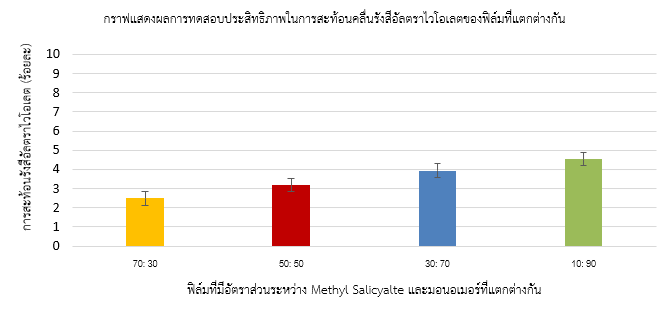 กราฟแสดงผลการทดสอบประสิทธิภาพในการสะท้อนคลื่นรังสีอัลตราไวโอเลตของฟิล์มที่แตกต่างกัน
การสะท้อนรังสีอัลตราไวโอเลต (ร้อยละ)
10
9
8
7
6
5
4
3
2
1
0
70: 30 50: 50 30: 70 10: 90
ฟิล์มที่มีอัตราส่วนระหว่าง Methyl Salicyalte และมอนอเมอร์ที่แตกต่างกัน